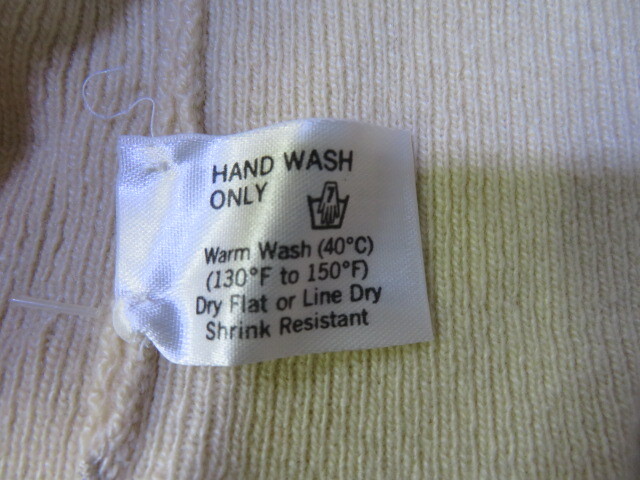 HAND WASH
ONLY
Warm Wash (40°C)
(130°F to 150°F)
Dry Flat or Line Dry
Shrink Resistant